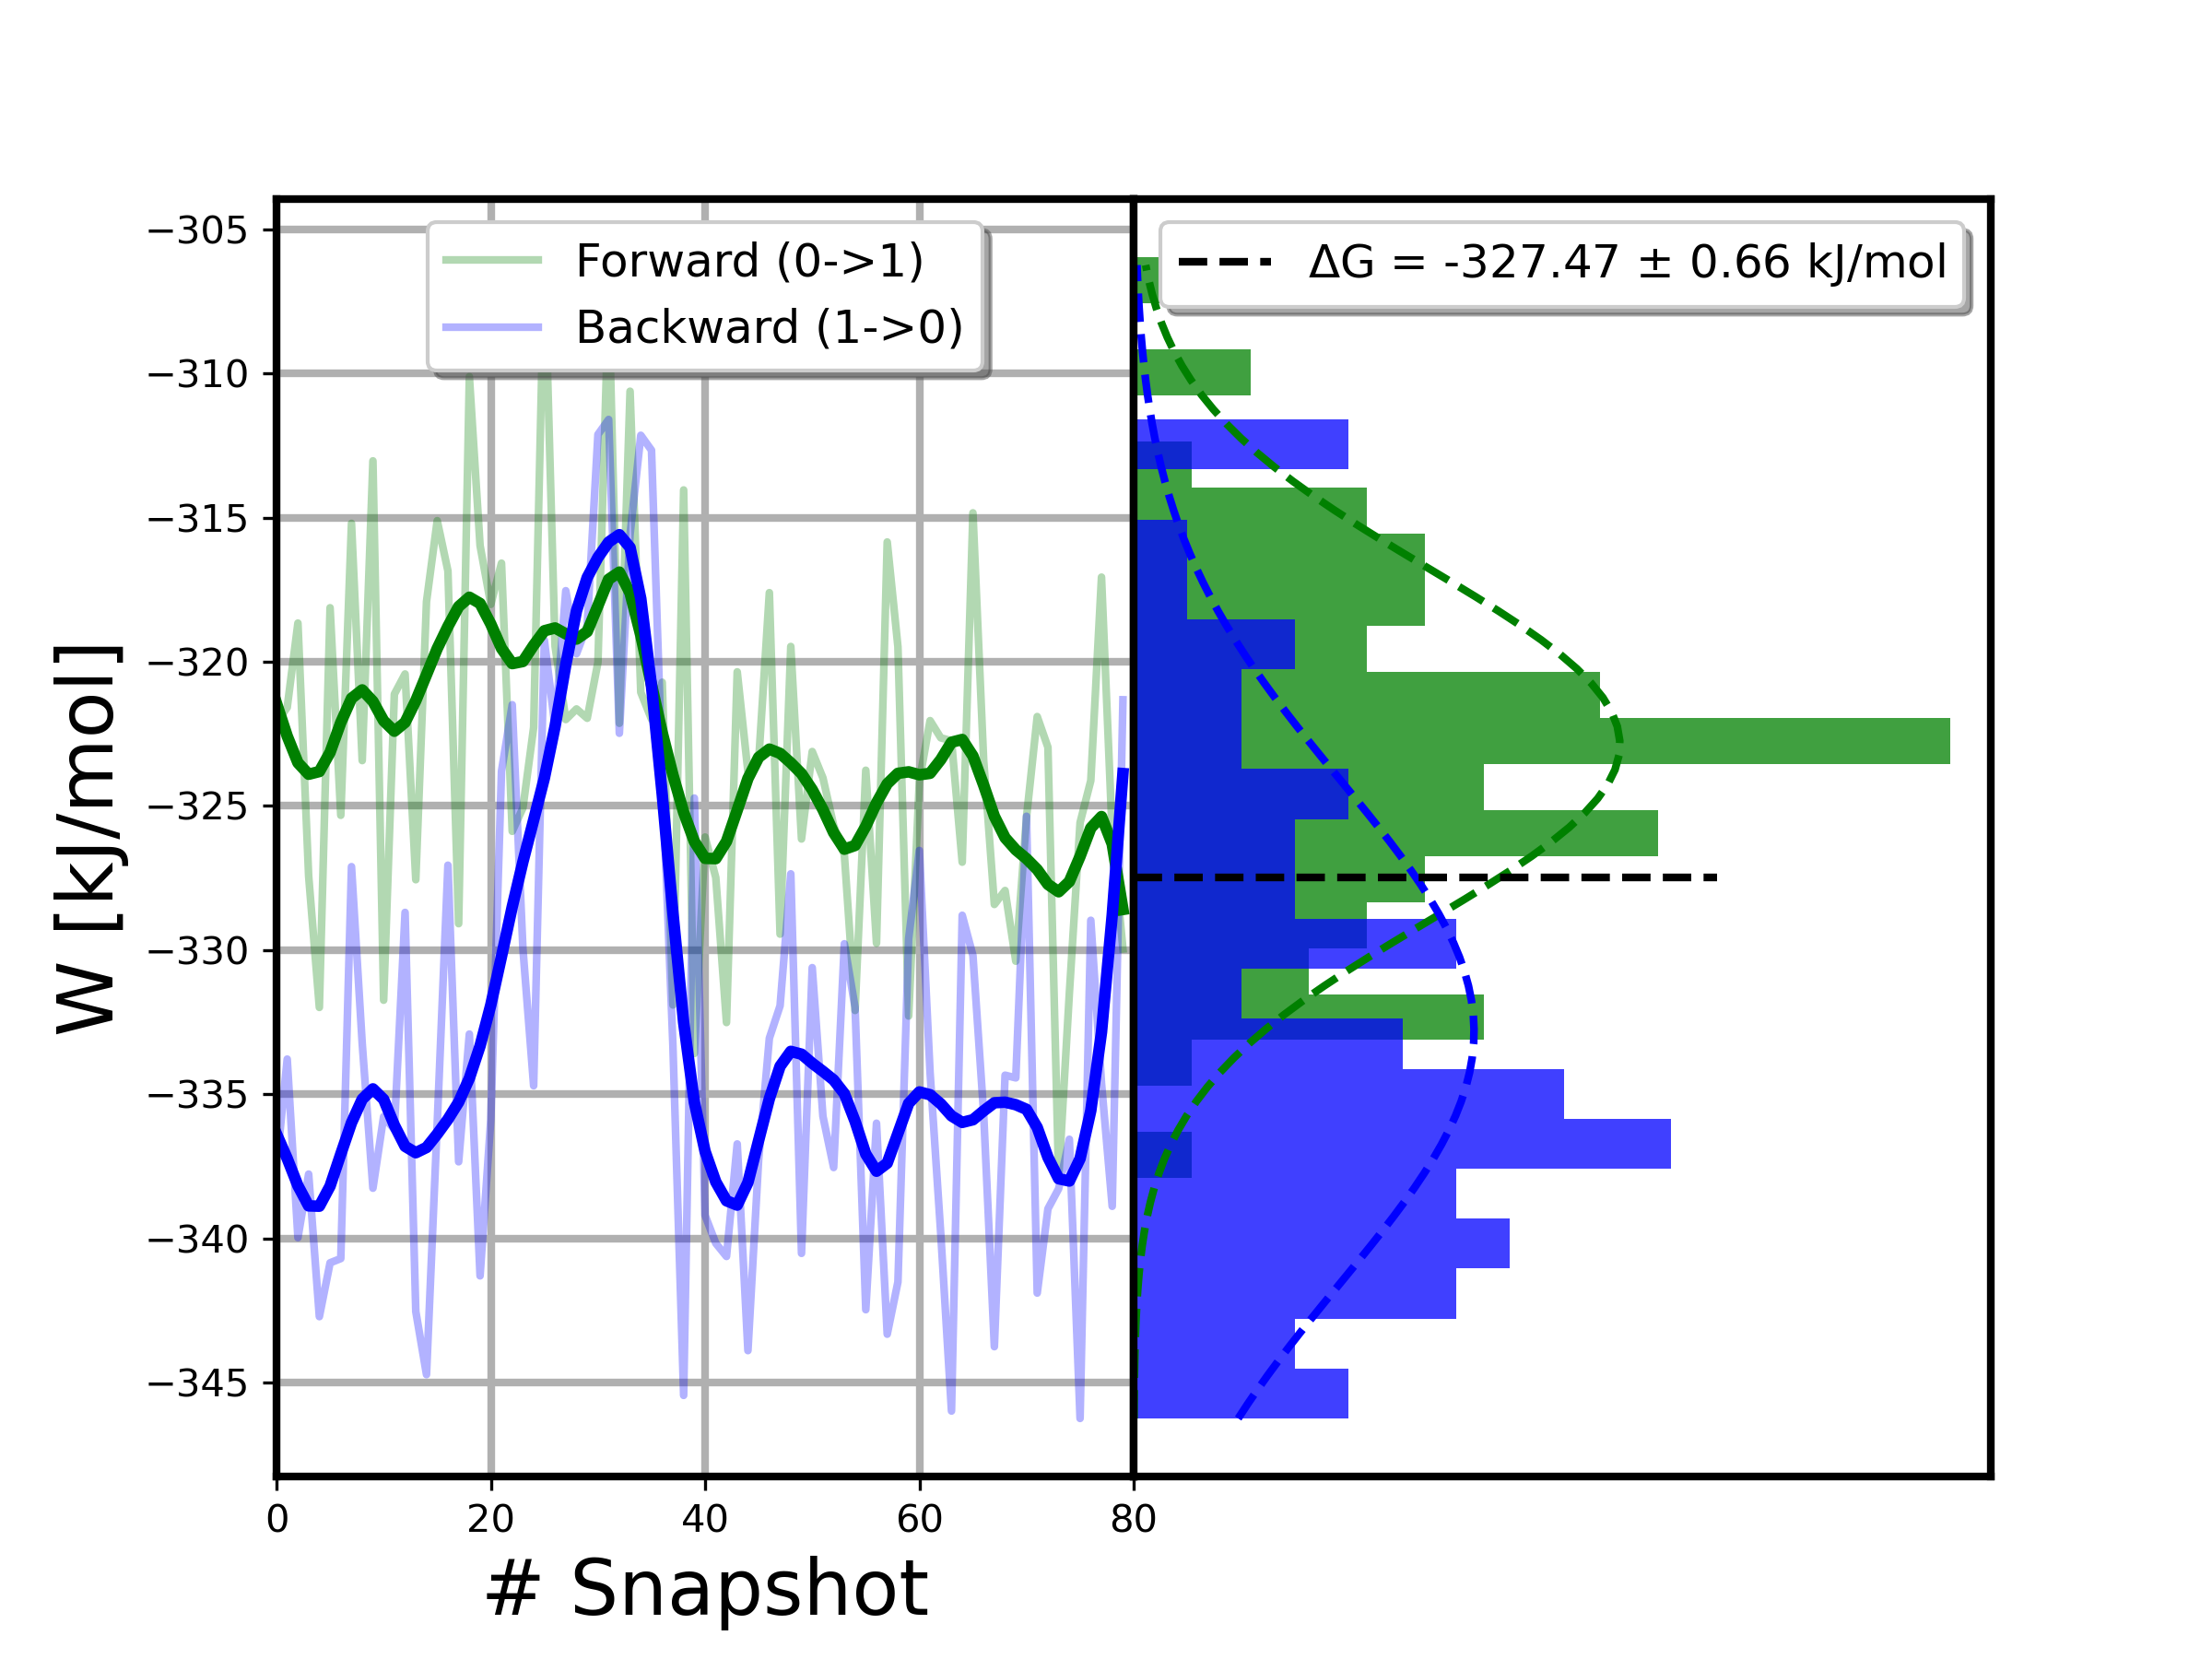 Forward (0->1)
Backward (1->0)
ΔG = -327.47 ± 0.66 kJ/mol
W [kJ/mol]
−305
−310
−315
−320
−325
−330
−335
−340
−345
0 20 40 60 80
# Snapshot